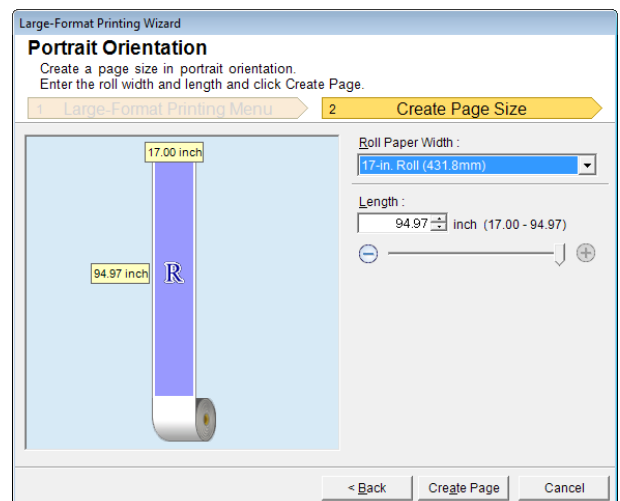 Large-Format Printing Wizard
Portrait Orientation
Create a page size in portrait orientation.
Enter the roll width and length and click Create Page.
1 Large-Format Printing Menu
2 Create Page Size
17.00 inch
94.97 inch
R
Roll Paper Width :
17-in. Roll (431.8mm)
Length :
94.97 inch (17.00 - 94.97)
< Back
Create Page
Cancel